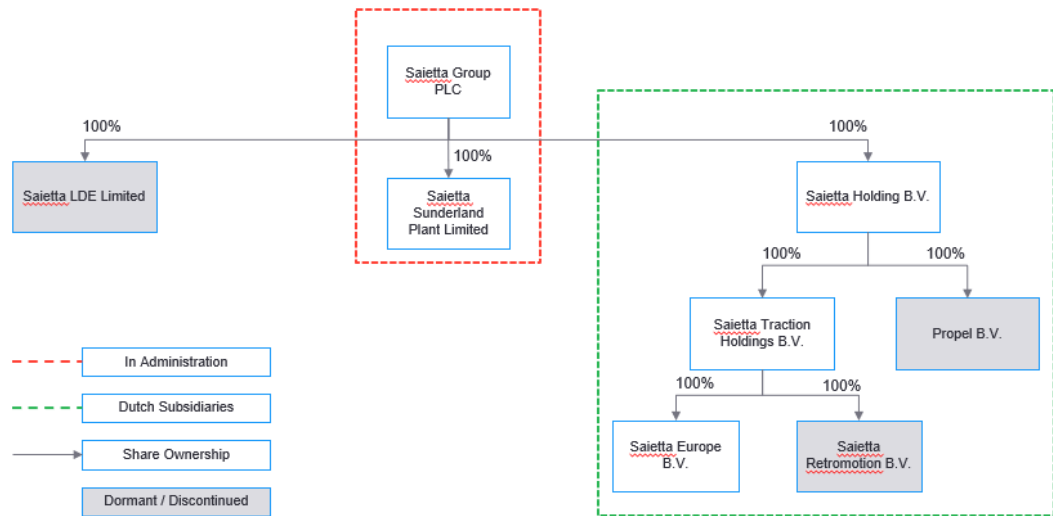 Saietta Group
PLC
100%
100%
100%
Saietta LDE Limited
Saietta
Sunderland
Plant Limited
Saietta Holding B.V.
100%
100%
Saietta Traction
Holdings B.V.
Propel B.V.
100%
100%
Saietta Europe
B.V.
Saietta
Retromotion B.V.
In Administration
Dutch Subsidiaries
Share Ownership
Dormant / Discontinued